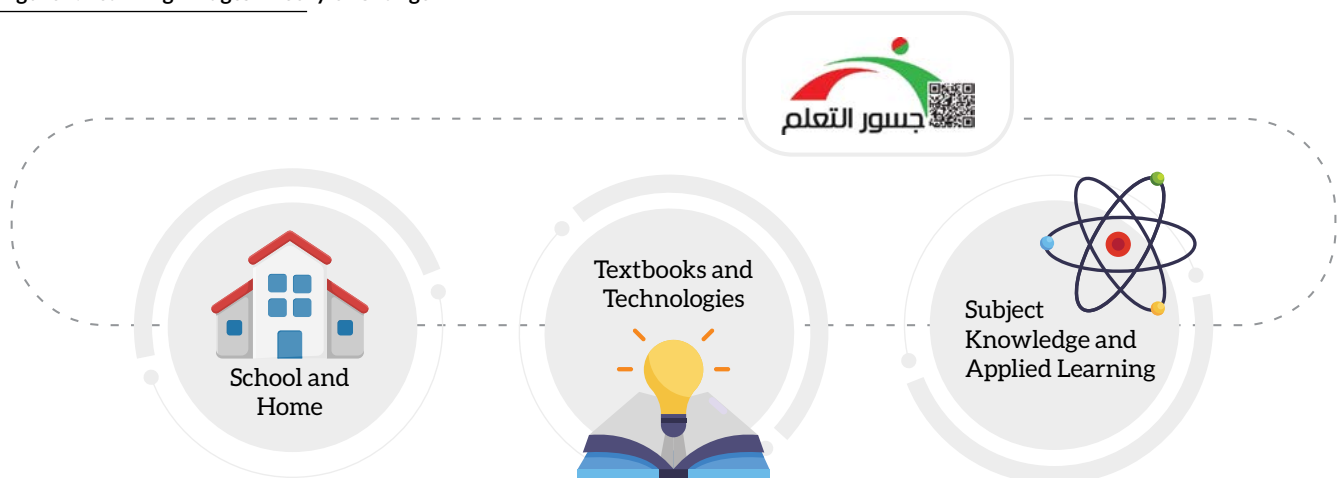 جسور التعلم
School and
Home
Textbooks and
Technologies
Subject
Knowledge and
Applied Learning